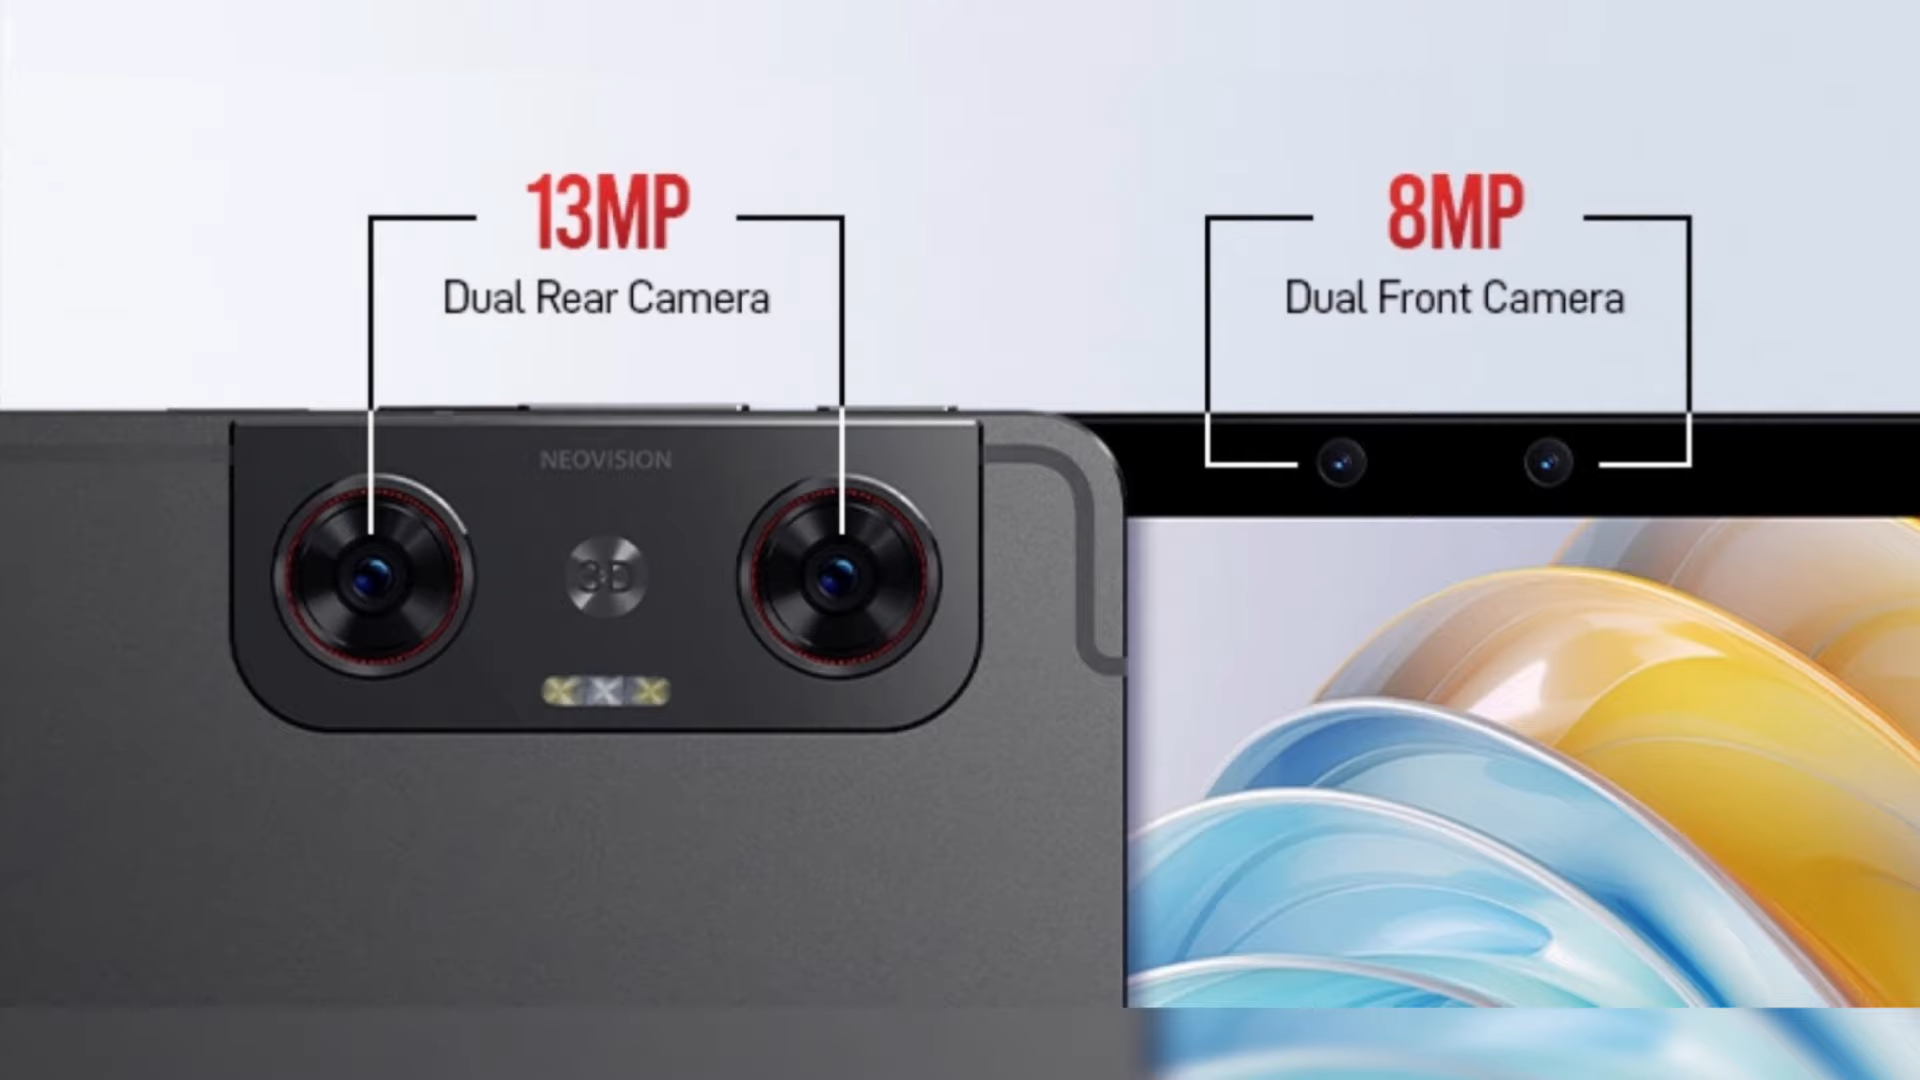 13MP
Dual Rear Camera
8MP
Dual Front Camera
NEOVISION
3D